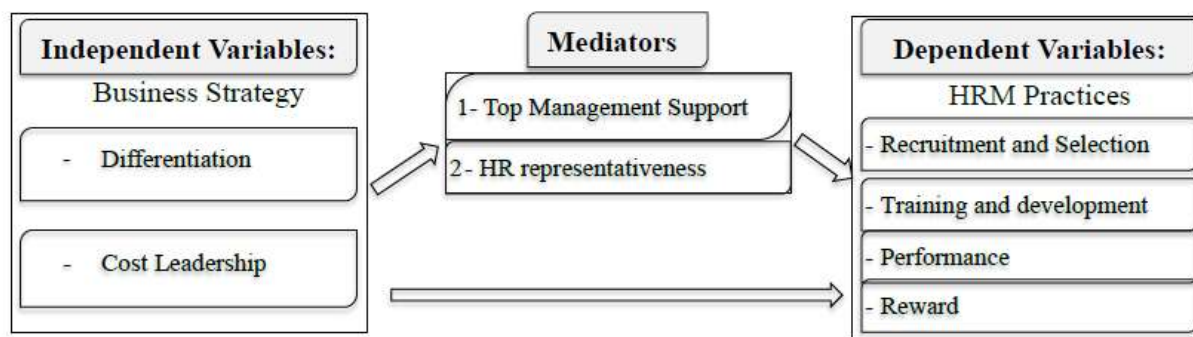 Independent Variables:
Business Strategy
- Differentiation
- Cost Leadership
Mediators
1- Top Management Support
2- HR representativeness
Dependent Variables:
HRM Practices
- Recruitment and Selection
- Training and development
- Performance
- Reward